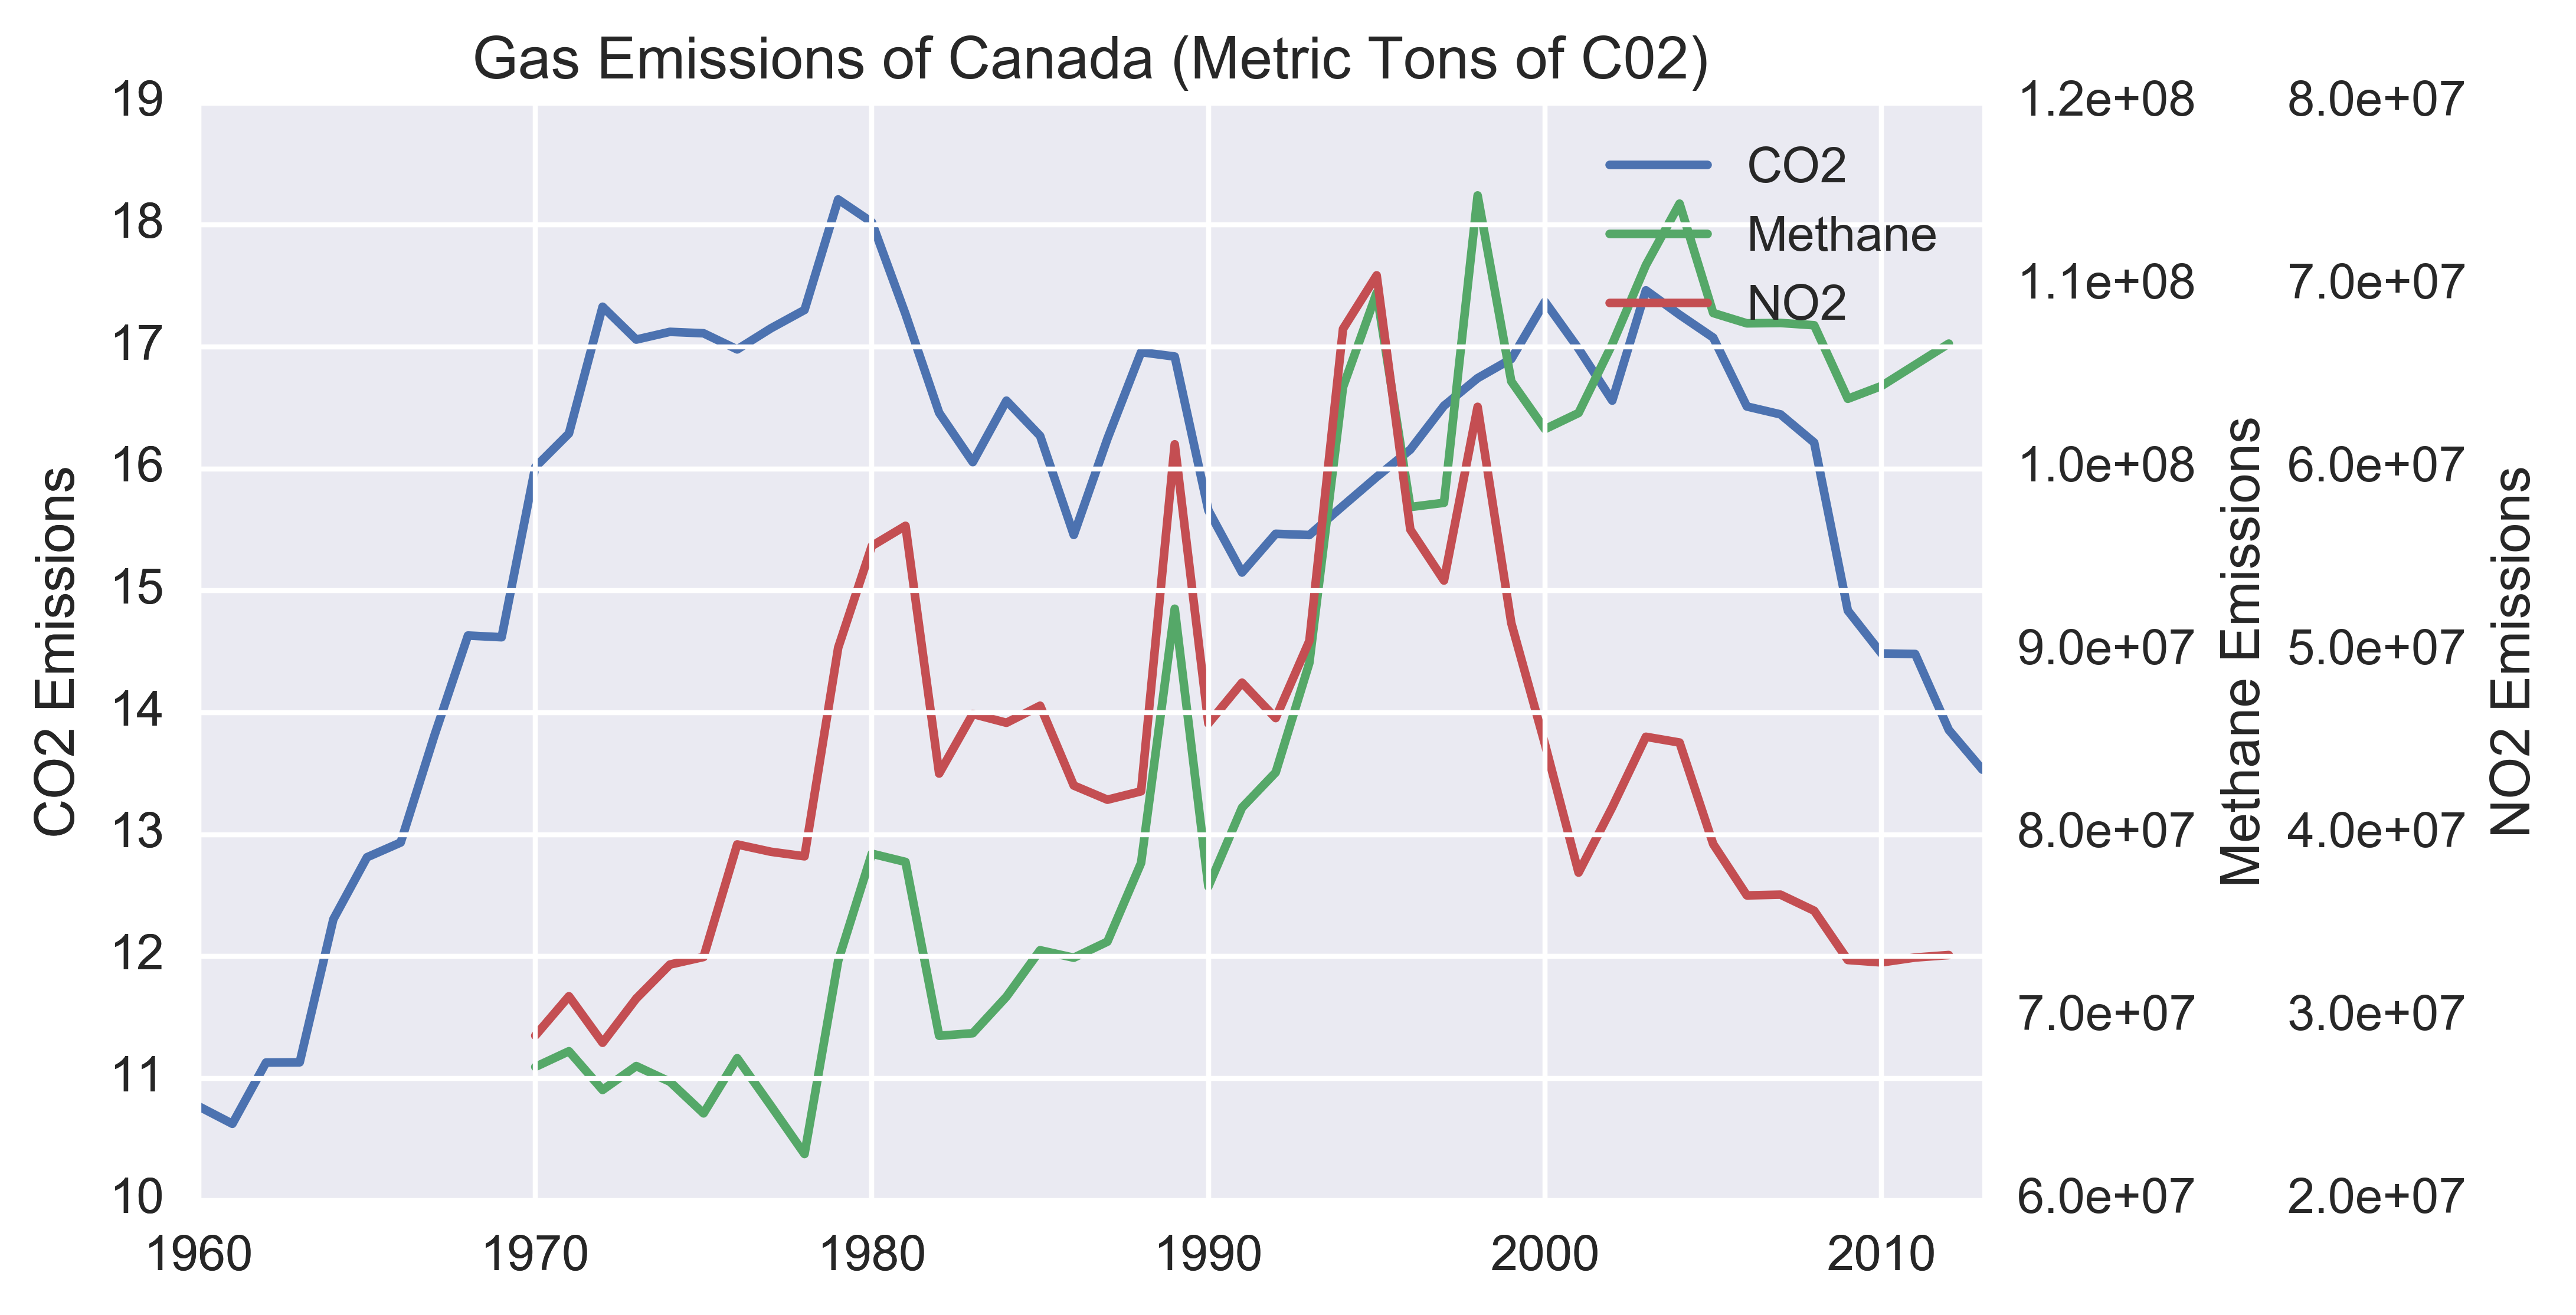 Gas Emissions of Canada (Metric Tons of C02)
19
18
17
16
15
14
13
12
11
10
CO2 Emissions
1960
1970
1980
1990
2000
2010
CO2
Methane
NO2
1.2e+08
1.1e+08
1.0e+08
9.0e+07
8.0e+07
7.0e+07
6.0e+07
Methane Emissions
8.0e+07
7.0e+07
6.0e+07
5.0e+07
4.0e+07
3.0e+07
2.0e+07
NO2 Emissions